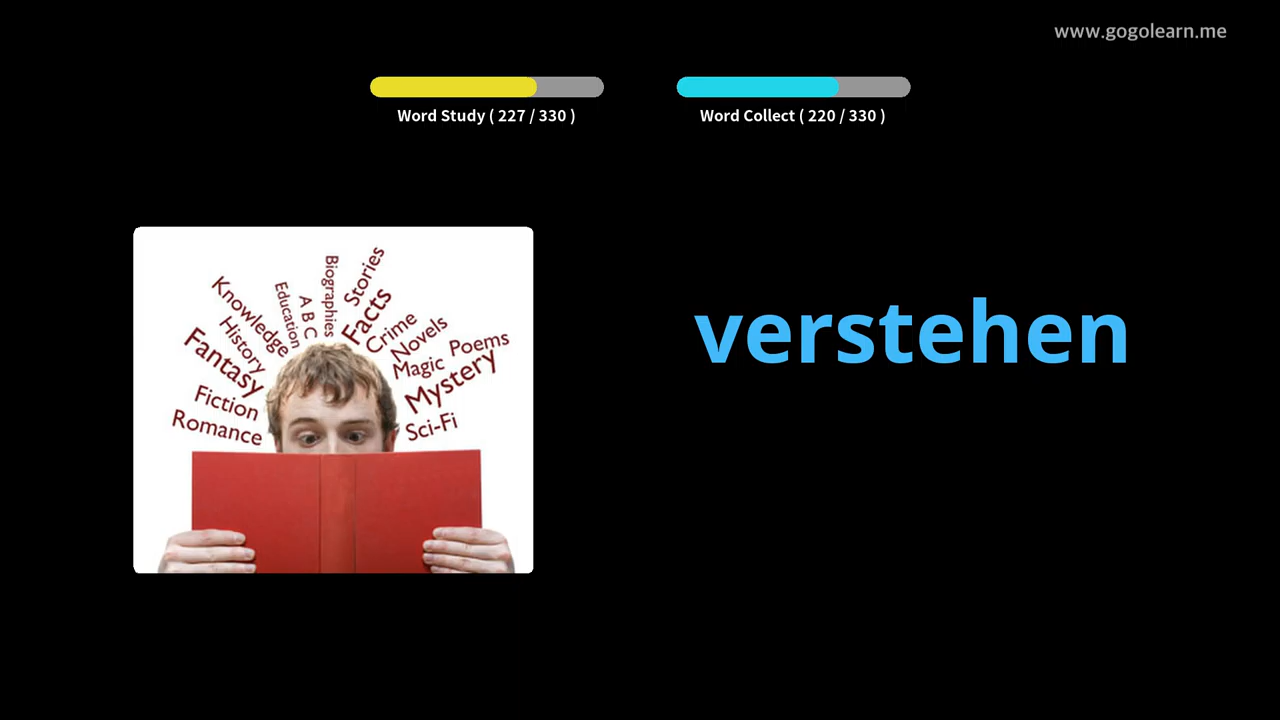 www.gogolearn.me
Word Study ( 227 / 330 )
Word Collect ( 220 / 330 )
verstehen
Knowledge
History
Fantasy
Fiction
Romance
Education
A B C
Biographies
Stories
Facts
Crime
Novels
Magic
Poems
Mystery
Sci-Fi